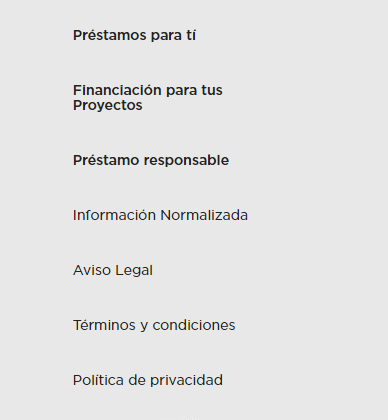 Préstamos para tí
Financiación para tus
Proyectos
Préstamo responsable
Información Normalizada
Aviso Legal
Términos y condiciones
Política de privacidad